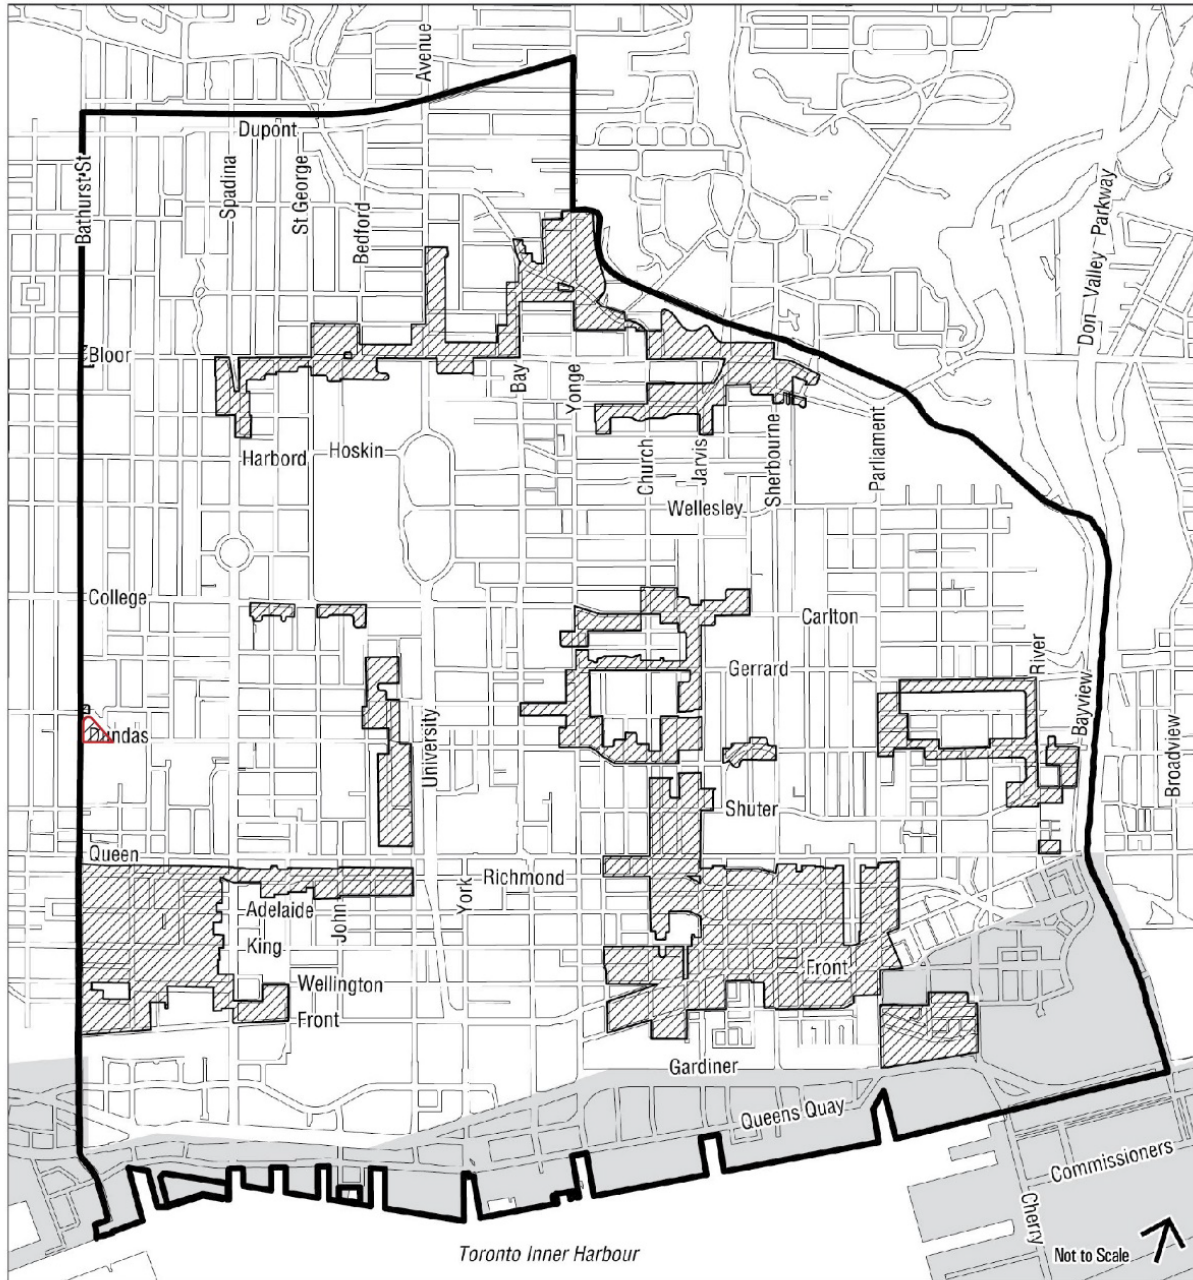 Avenue
Dupont
Bathurst St
Spadina
St George
Bedford
Don Valley Parkway
Bloor
Bay
Yonge
Harbord
Hoskin
Church
Jarvis
Sherbourne
Parliament
Wellesley
College
Carlton
Gerrard
River
Bayview
Broadview
Dundas
University
Shuter
Queen
Richmond
York
Adelaide
John
King
Front
Wellington
Front
Gardiner
Queens Quay
Commissioners
Cherry
Toronto Inner Harbour
Not to Scale